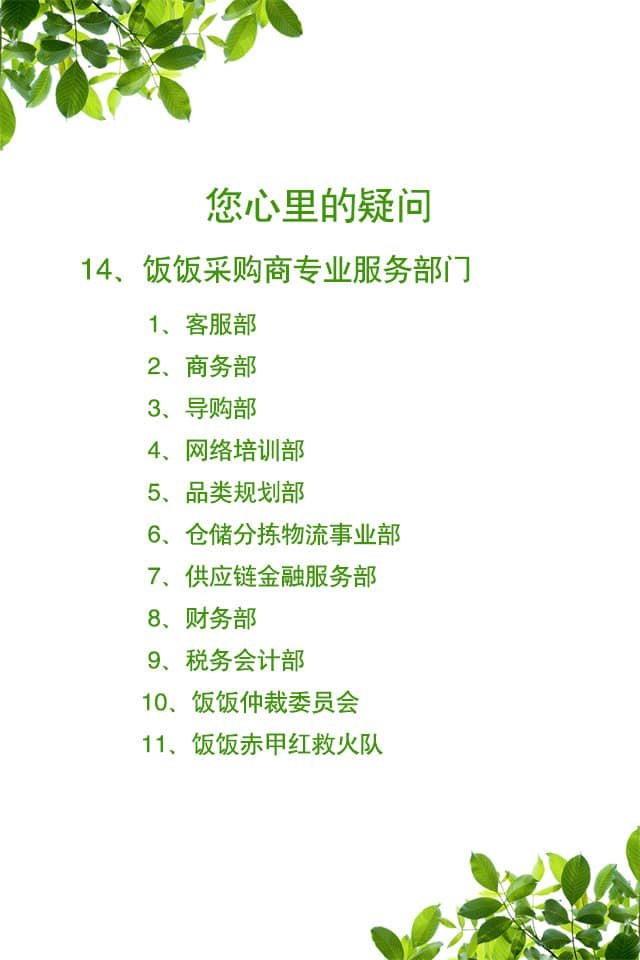 您心里的疑问
14、饭饭采购商专业服务部门
1、客服部
2、商务部
3、导购部
4、网络培训部
5、品类规划部
6、仓储分拣物流事业部
7、供应链金融服务部
8、财务部
9、税务会计部
10、饭饭仲裁委员会
11、饭饭赤甲红救火队